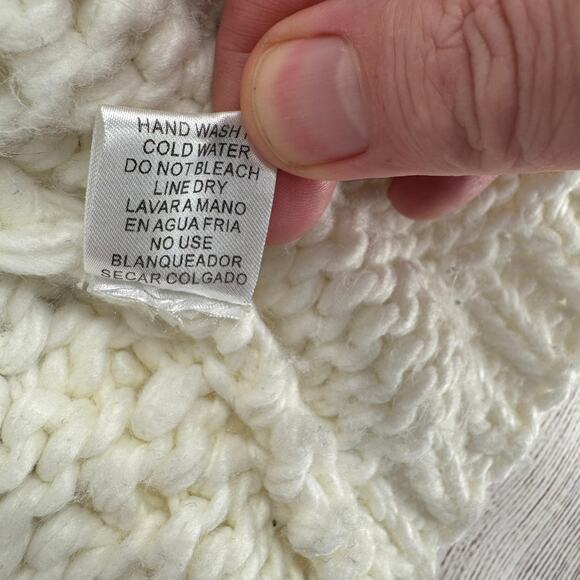 HAND WASH
COLD WATER
DO NOT BLEACH
LINE DRY
LAVAR A MANO
EN AGUA FRIA
NO USE
BLANQUEADOR
SECAR COLGADO